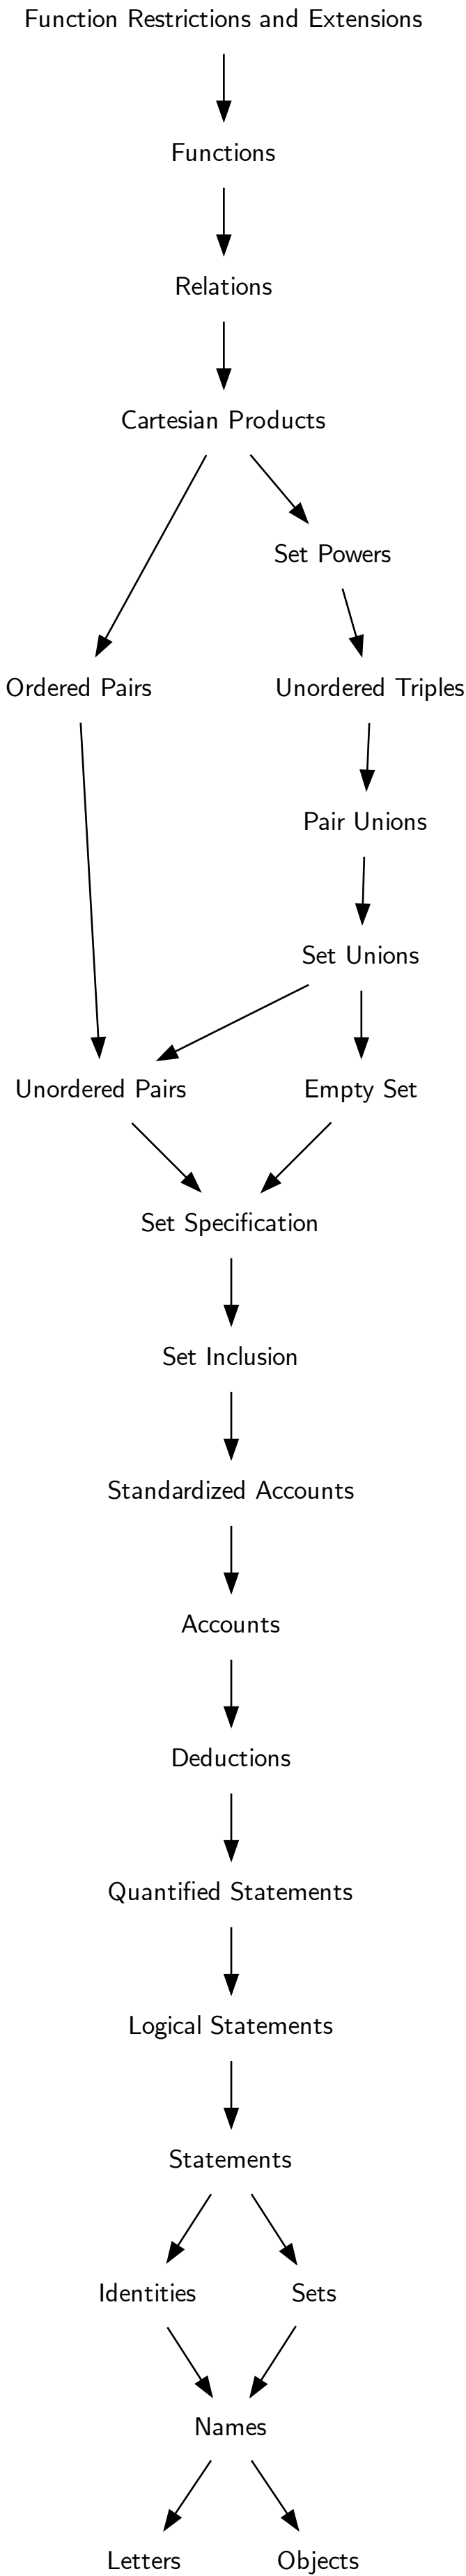 Function Restrictions and Extensions
Functions
Relations
Cartesian Products
Set Powers
Ordered Pairs
Unordered Triples
Pair Unions
Set Unions
Unordered Pairs
Empty Set
Set Specification
Set Inclusion
Standardized Accounts
Accounts
Deductions
Quantified Statements
Logical Statements
Statements
Identities
Sets
Names
Letters
Objects